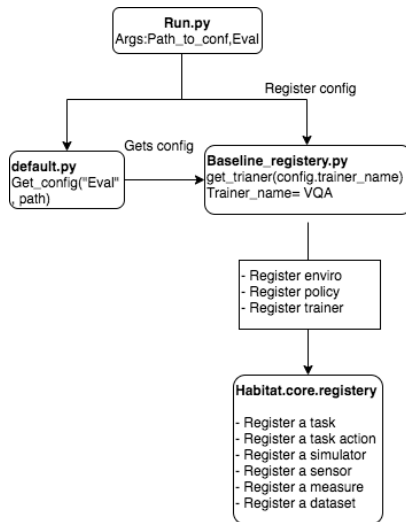 Run.py
Args:Path_to_conf,Eval
Register config
Gets config
default.py
Get_config("Eval"
, path)
Baseline_registery.py
get_trianer(config.trainer_name)
Trainer_name= VQA
- Register enviro
- Register policy
- Register trainer
Habitat.core.registery
- Register a task
- Register a task action
- Register a simulator
- Register a sensor
- Register a measure
- Register a dataset